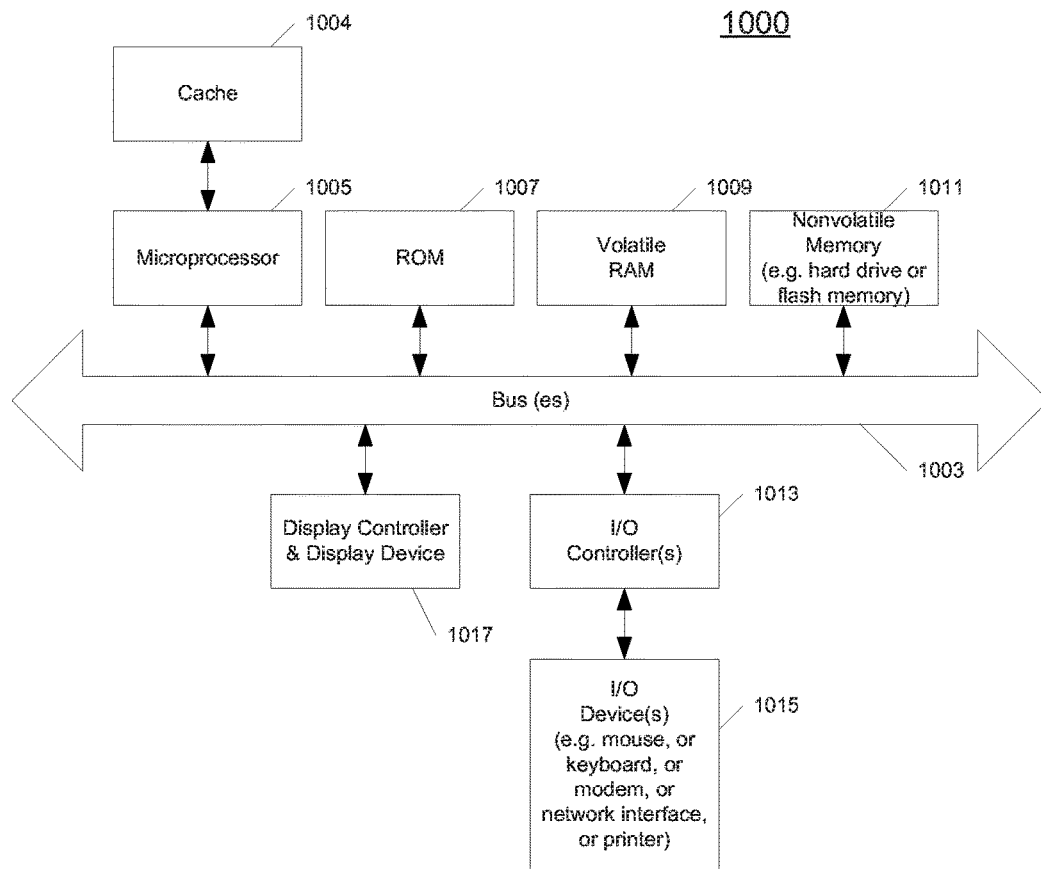 1000
1004
Cache
1005
1007
1009
1011
Microprocessor
ROM
Volatile
RAM
Nonvolatile
Memory
(e.g. hard drive or
flash memory)
Bus (es)
1003
1013
Display Controller
& Display Device
I/O
Controller(s)
1017
1015
I/O
Device(s)
(e.g. mouse, or
keyboard, or
modem, or
network interface,
or printer)